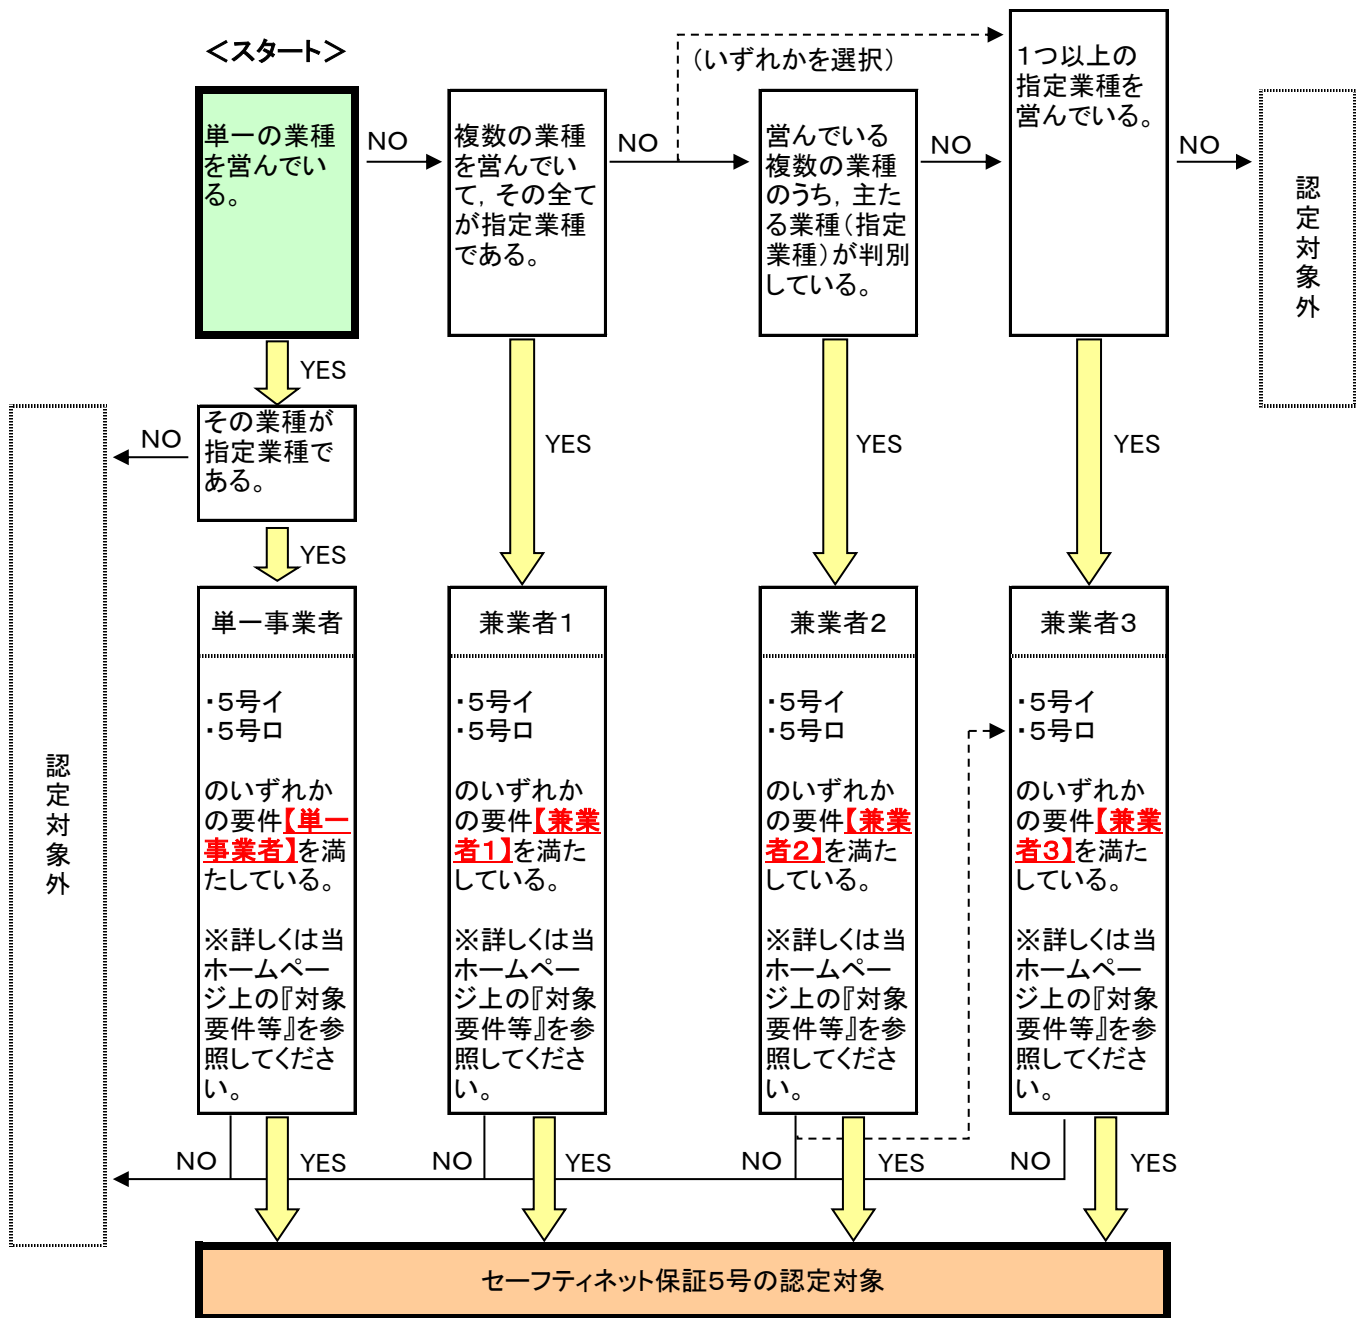 ＜スタート＞
単一の業種
を営んでい
る。
NO
複数の業種
を営んでい
て，その全て
が指定業種
である。
NO
（いずれかを選択）
営んでいる
複数の業種
のうち，主た
る業種（指定
業種）が判別
している。
NO
１つ以上の
指定業種を
営んでいる。
NO
認定対象外
YES
その業種が
指定業種で
ある。
NO
YES
YES
YES
YES
認定対象外
単一事業者
・５号イ
・５号ロ
のいずれか
の要件【単一
事業者】を満
たしている。
※詳しくは当
ホームペー
ジ上の『対象
要件等』を参
照してくださ
い。
兼業者１
・５号イ
・５号ロ
のいずれか
の要件【兼業
者１】を満た
している。
※詳しくは当
ホームペー
ジ上の『対象
要件等』を参
照してくださ
い。
兼業者２
・５号イ
・５号ロ
のいずれか
の要件【兼業
者２】を満た
している。
※詳しくは当
ホームペー
ジ上の『対象
要件等』を参
照してくださ
い。
兼業者３
・５号イ
・５号ロ
のいずれか
の要件【兼業
者３】を満た
している。
※詳しくは当
ホームペー
ジ上の『対象
要件等』を参
照してくださ
い。
NO
YES
NO
YES
NO
YES
NO
YES
セーフティネット保証５号の認定対象